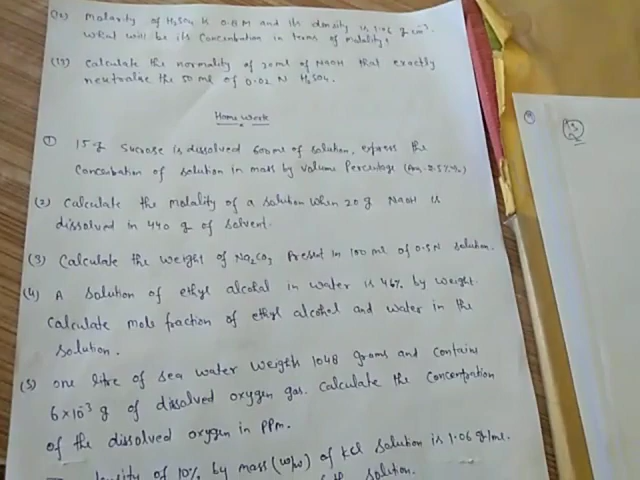 Molarity of H₂SO₄ is 0.8 M and its density is 1.06 g/cm³.
what will be its concentration in terms of molality?
calculate the normality of 20 ml of NaOH that exactly
neutralise the 50 ml of 0.02 N H₂SO₄.
Home Work
① 15 g sucrose is dissolved 600 ml of solution. express the
concentration of solution in mass by volume Percentage (Ans. 2.5%)
(2) calculate the molality of a solution when 20 g NaOH is
dissolved in 440 g of solvent.
(3) calculate the weight of Na₂CO₃ Present in 100 ml of 0.5N solution.
(4) A solution of ethyl alcohol in water is 46% by weight.
Calculate mole fraction of ethyl alcohol and water in the
solution.
(5) one litre of sea water weighs 1048 grams and contains
6×10⁻³ g of dissolved oxygen gas. Calculate the concentration
of the dissolved oxygen in PPm.
density of 10% by mass (w/w) of KCl solution is 1.06 g/ml.
of the solution.